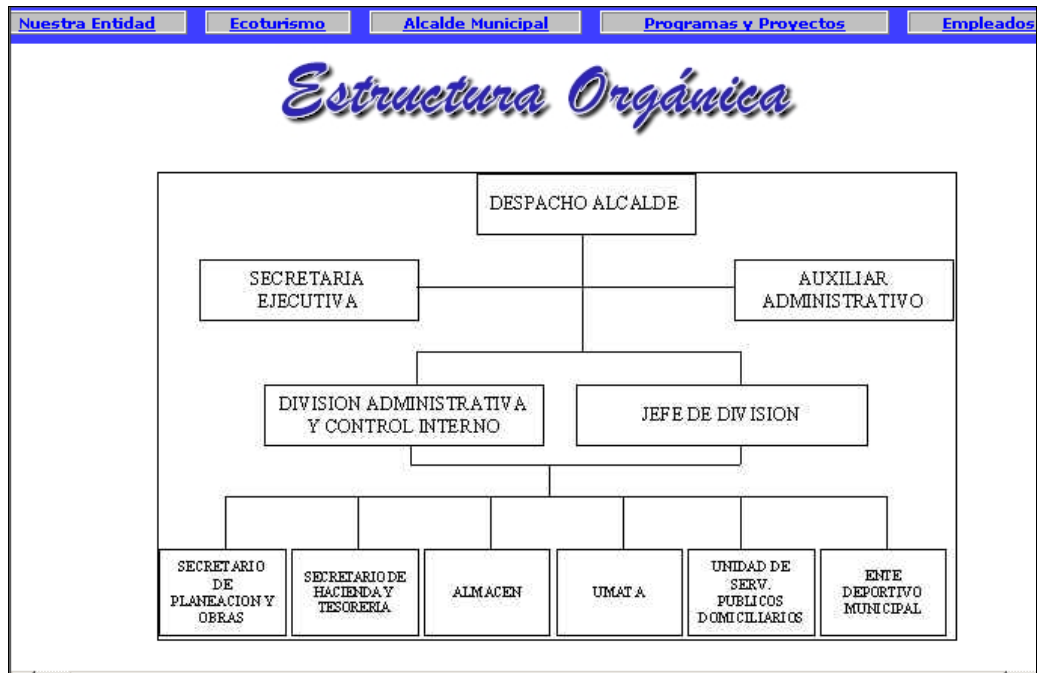 Nuestra Entidad Ecoturismo Alcalde Municipal Programas y Proyectos Empleados
Estructura Orgánica
DESPACHO ALCALDE
SECRETARIA
EJECUTIVA
AUXILIAR
ADMINISTRATIVO
DIVISION ADMINISTRATIVA
Y CONTROL INTERNO
JEFE DE DIVISION
SECRETARIO
DE
PLANEACION Y
OBRAS
SECRETARIO DE
HACIENDA Y
TESORERIA
ALMACEN
UMATA
UNIDAD DE
SERV.
PUBLICOS
DOMICILIARIOS
ENTE
DEPORTIVO
MUNICIPAL